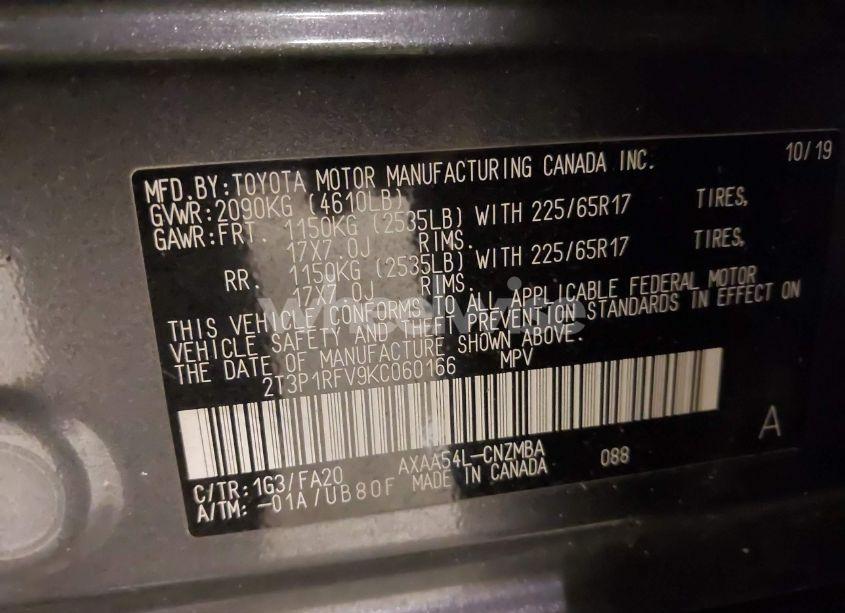 MFD.BY:TOYOTA MOTOR MANUFACTURING CANADA INC. 10/19
GVWR:2090KG (4610LB)
GAWR:FRT. 1150KG (2535LB) WITH 225/65R17 TIRES,
17X7.0J RIMS.
RR. 1150KG (2535LB) WITH 225/65R17 TIRES,
17X7.0J RIMS.
THIS VEHICLE CONFORMS TO ALL APPLICABLE FEDERAL MOTOR
VEHICLE SAFETY AND THEFT PREVENTION STANDARDS IN EFFECT ON
THE DATE OF MANUFACTURE SHOWN ABOVE.
2T3P1RFV9KC060166 MPV
A
C/TR:1G3/FA20 AXAA54L-CNZMBA 088
A/TM:-01A/UB80F MADE IN CANADA
wheelwise